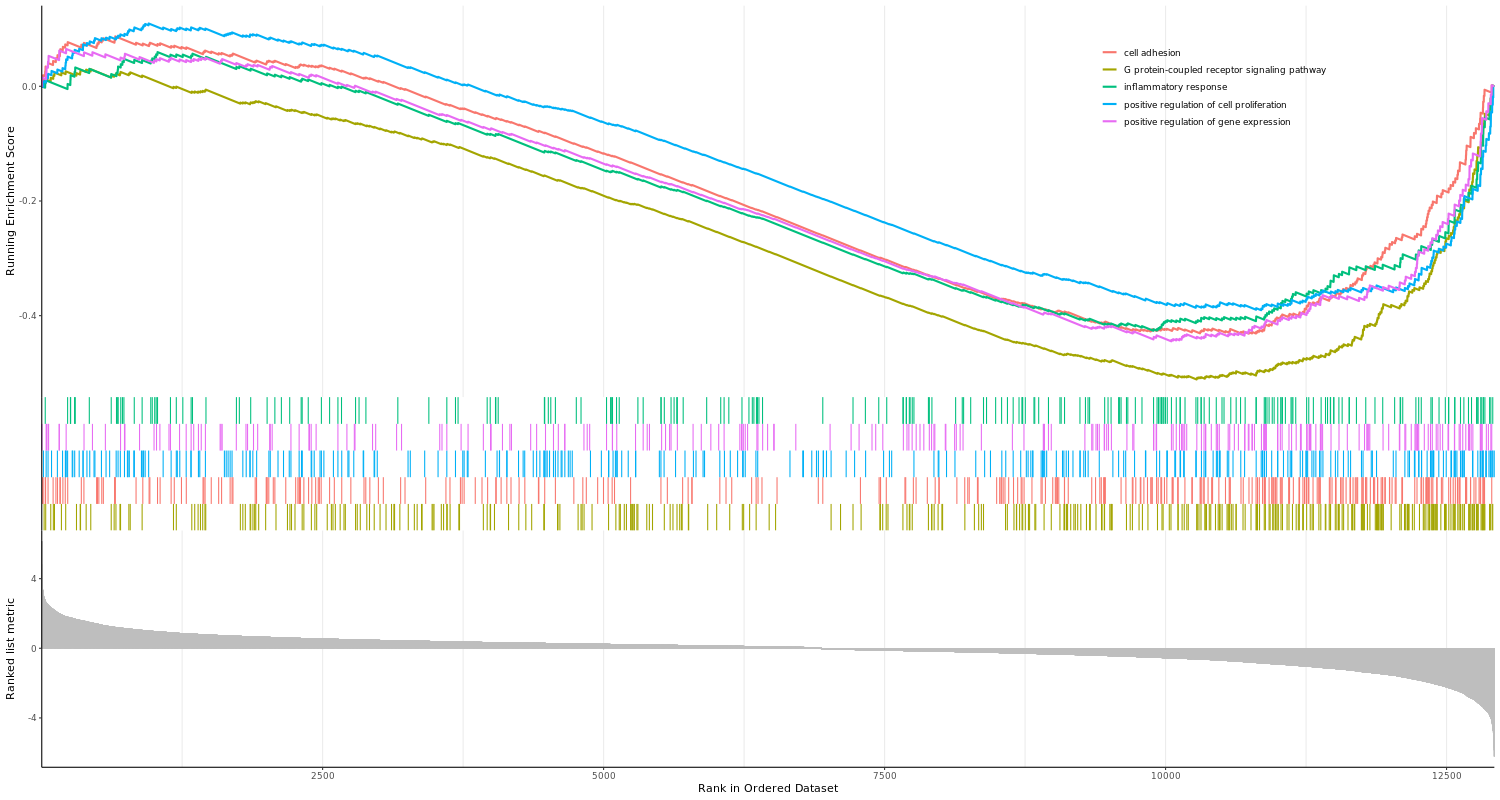 Running Enrichment Score
0.0
-0.2
-0.4
cell adhesion
G protein-coupled receptor signaling pathway
inflammatory response
positive regulation of cell proliferation
positive regulation of gene expression
Ranked list metric
4
0
-4
2500 5000 7500 10000 12500
Rank in Ordered Dataset